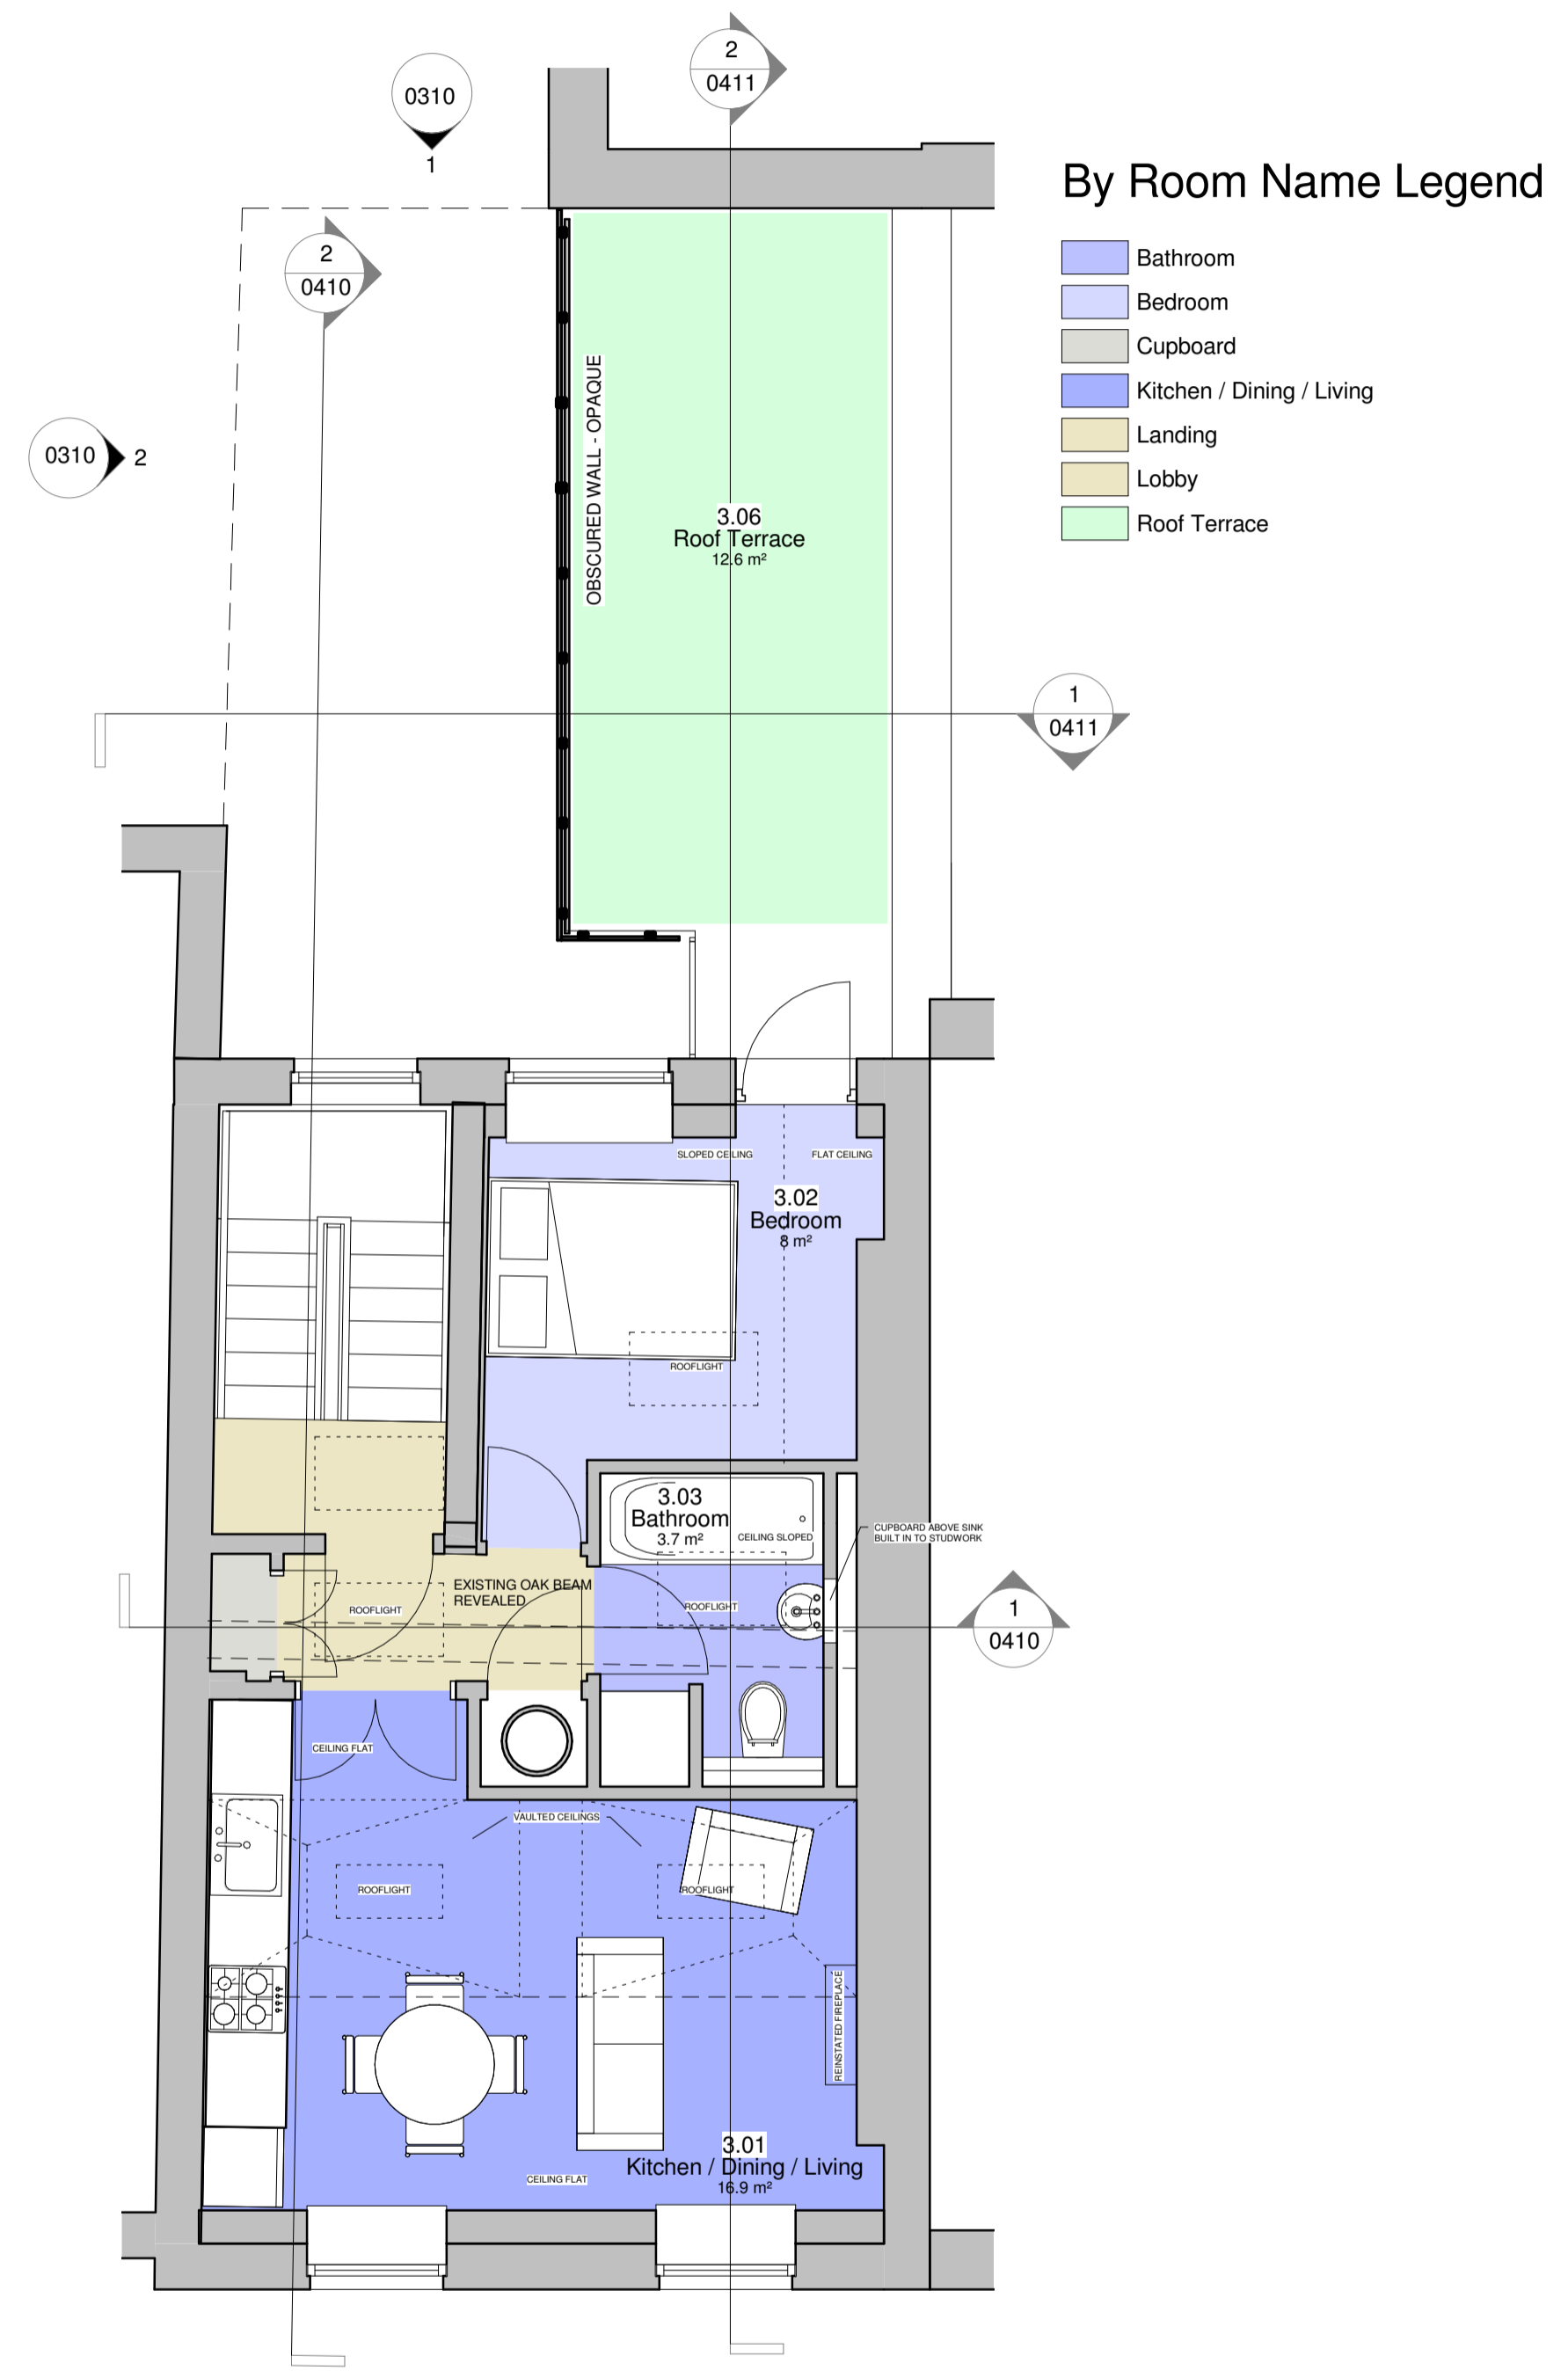 2
0411
0310
1
By Room Name Legend
Bathroom
Bedroom
Cupboard
Kitchen / Dining / Living
Landing
Lobby
Roof Terrace
2
0410
OBSCURED WALL - OPAQUE
0310
2
3.06
Roof Terrace
12.6 m²
1
0411
SLOPED CEILING
FLAT CEILING
3.02
Bedroom
8 m²
ROOFLIGHT
3.03
Bathroom
3.7 m²
CEILING SLOPED
CUPBOARD ABOVE SINK
BUILT IN TO STUDWORK
EXISTING OAK BEAM
REVEALED
ROOFLIGHT
ROOFLIGHT
1
0410
CEILING FLAT
VAULTED CEILINGS
ROOFLIGHT
ROOFLIGHT
REINSTATED FIREPLACE
3.01
Kitchen / Dining / Living
16.9 m²
CEILING FLAT